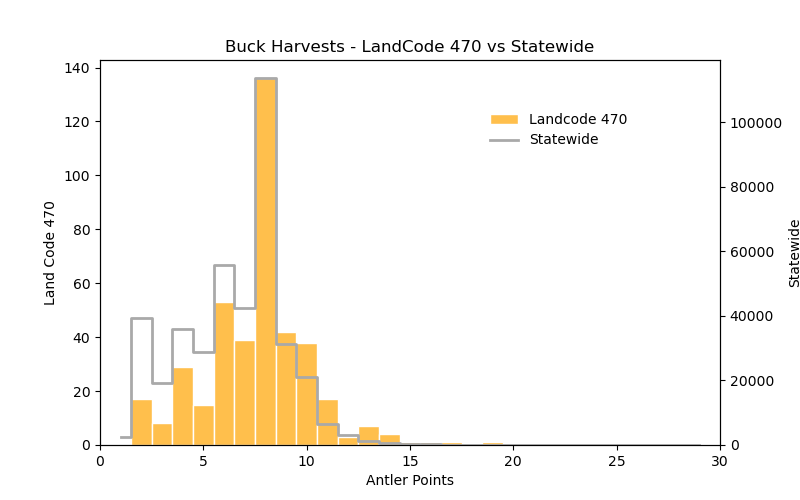 Buck Harvests - LandCode 470 vs Statewide
140
120
100
80
60
40
20
0
Land Code 470
Landcode 470
Statewide
100000
80000
60000
40000
20000
0
Statewide
0 5 10 15 20 25 30
Antler Points